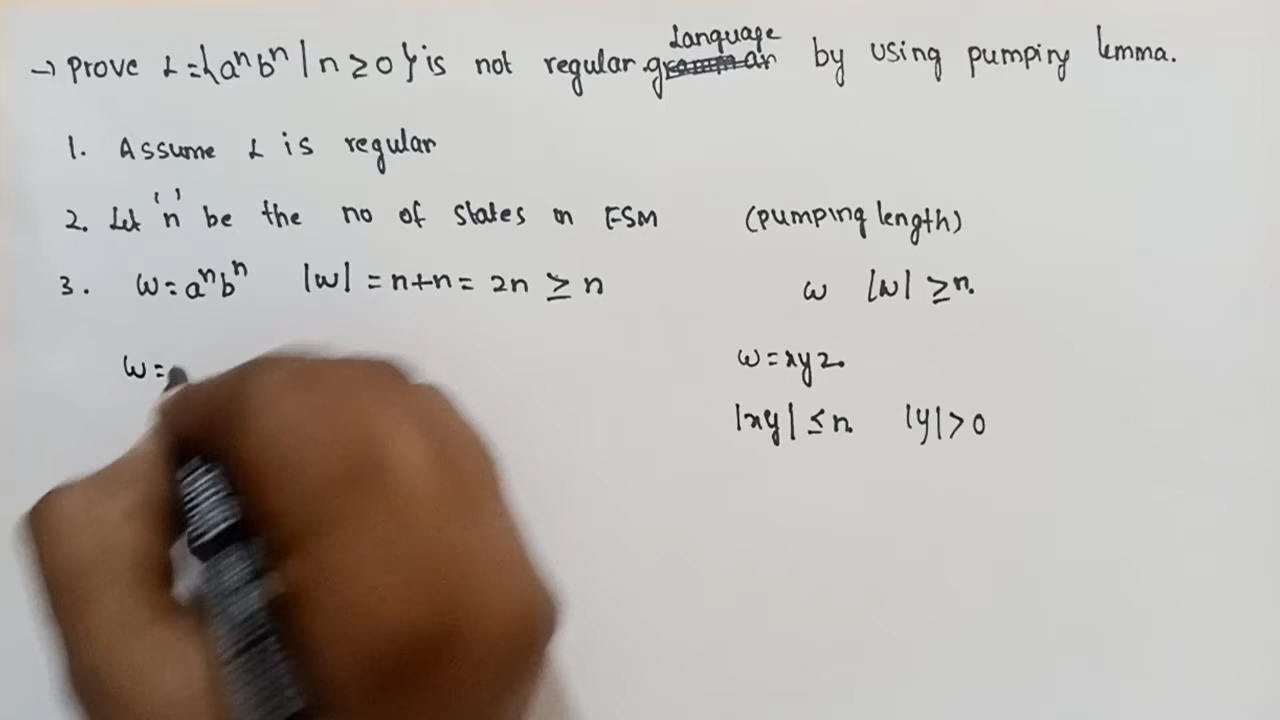 → Prove L={aⁿbⁿ | n ≥ 0} is not regular Language by using pumping lemma.
1. Assume L is regular
2. Let 'n' be the no of states in FSM (pumping length)
3. w=aⁿbⁿ |w| = n+n = 2n ≥ n w |w| ≥n.
w= w=xyz.
|xy| ≤ n. |y|>0